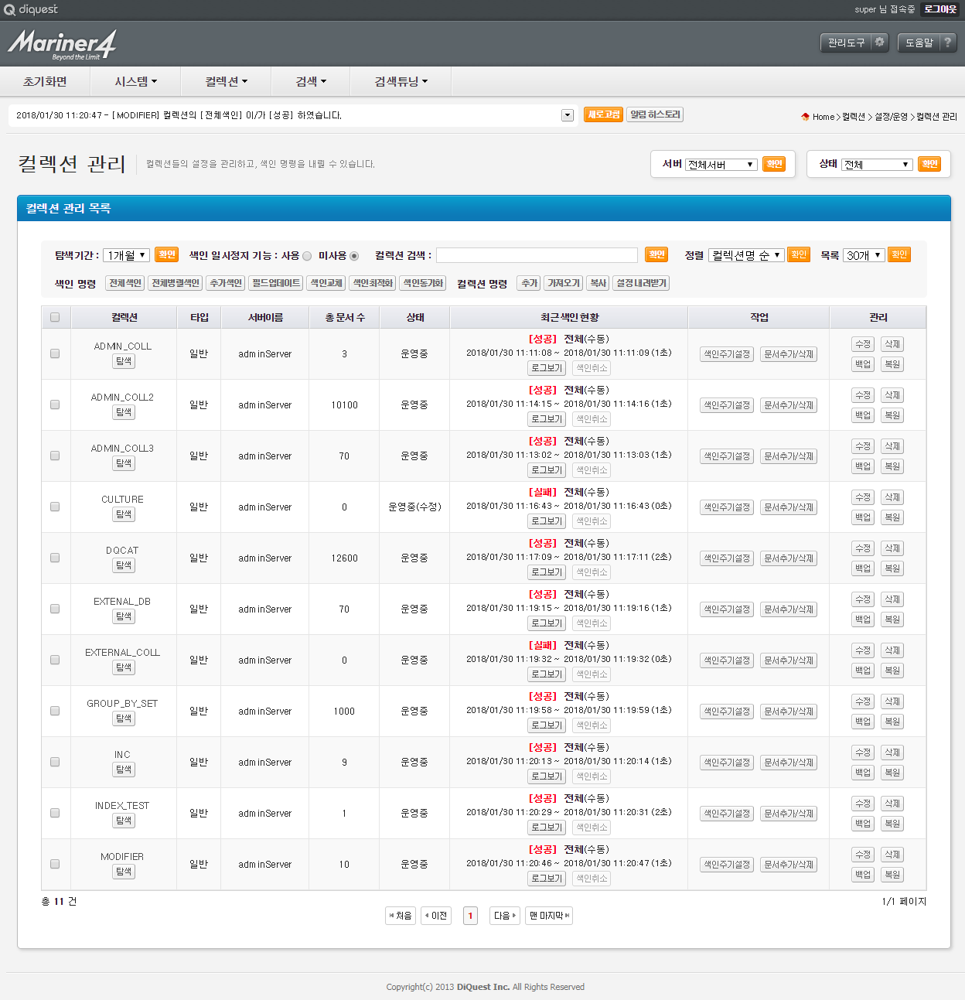 diquest
super 님 접속중 로그아웃
Mariner4
Beyond the Limit
관리도구 도움말 ?
초기화면 시스템 컬렉션 검색 검색튜닝
2018/01/30 11:20:47 - [MODIFIER] 컬렉션의 [전체색인] 이/가 [성공] 하였습니다.
새로고침 알림 히스토리
Home > 컬렉션 > 설정/운영 > 컬렉션 관리
컬렉션 관리 컬렉션들의 설정을 관리하고, 색인 명령을 내릴 수 있습니다.
서버 전체서버 확인 상태 전체 확인
컬렉션 관리 목록
탐색기간 : 1개월 확인 색인 일시정지 기능 : 사용 미사용 컬렉션 검색 : 확인 정렬 컬렉션명 순 확인 목록 30개 확인
색인 명령 전체색인 전체병렬색인 추가색인 필드업데이트 색인교체 색인최적화 색인동기화 컬렉션 명령 추가 가져오기 복사 설정 내려받기
컬렉션 타입 서버이름 총 문서 수 상태 최근 색인 현황 작업 관리
ADMIN_COLL 탐색 일반 adminServer 3 운영중
[성공] 전체(수동)
2018/01/30 11:11:08 ~ 2018/01/30 11:11:09 (1초)
로그보기 색인취소
색인주기설정 문서추가/삭제
수정 삭제
백업 복원
ADMIN_COLL2 탐색 일반 adminServer 10100 운영중
[성공] 전체(수동)
2018/01/30 11:14:15 ~ 2018/01/30 11:14:16 (1초)
로그보기 색인취소
색인주기설정 문서추가/삭제
수정 삭제
백업 복원
ADMIN_COLL3 탐색 일반 adminServer 70 운영중
[성공] 전체(수동)
2018/01/30 11:13:02 ~ 2018/01/30 11:13:03 (1초)
로그보기 색인취소
색인주기설정 문서추가/삭제
수정 삭제
백업 복원
CULTURE 탐색 일반 adminServer 0 운영중(수정)
[실패] 전체(수동)
2018/01/30 11:16:43 ~ 2018/01/30 11:16:43 (0초)
로그보기 색인취소
색인주기설정 문서추가/삭제
수정 삭제
백업 복원
DQCAT 탐색 일반 adminServer 12600 운영중
[성공] 전체(수동)
2018/01/30 11:17:09 ~ 2018/01/30 11:17:11 (2초)
로그보기 색인취소
색인주기설정 문서추가/삭제
수정 삭제
백업 복원
EXTENAL_DB 탐색 일반 adminServer 70 운영중
[성공] 전체(수동)
2018/01/30 11:19:15 ~ 2018/01/30 11:19:16 (1초)
로그보기 색인취소
색인주기설정 문서추가/삭제
수정 삭제
백업 복원
EXTERNAL_COLL 탐색 일반 adminServer 0 운영중
[실패] 전체(수동)
2018/01/30 11:19:32 ~ 2018/01/30 11:19:32 (0초)
로그보기 색인취소
색인주기설정 문서추가/삭제
수정 삭제
백업 복원
GROUP_BY_SET 탐색 일반 adminServer 1000 운영중
[성공] 전체(수동)
2018/01/30 11:19:58 ~ 2018/01/30 11:19:59 (1초)
로그보기 색인취소
색인주기설정 문서추가/삭제
수정 삭제
백업 복원
INC 탐색 일반 adminServer 9 운영중
[성공] 전체(수동)
2018/01/30 11:20:13 ~ 2018/01/30 11:20:14 (1초)
로그보기 색인취소
색인주기설정 문서추가/삭제
수정 삭제
백업 복원
INDEX_TEST 탐색 일반 adminServer 1 운영중
[성공] 전체(수동)
2018/01/30 11:20:29 ~ 2018/01/30 11:20:31 (2초)
로그보기 색인취소
색인주기설정 문서추가/삭제
수정 삭제
백업 복원
MODIFIER 탐색 일반 adminServer 10 운영중
[성공] 전체(수동)
2018/01/30 11:20:46 ~ 2018/01/30 11:20:47 (1초)
로그보기 색인취소
색인주기설정 문서추가/삭제
수정 삭제
백업 복원
총 11 건 1/1 페이지
처음 이전 1 다음 맨 마지막
Copyright(c) 2013 DiQuest Inc. All Rights Reserved